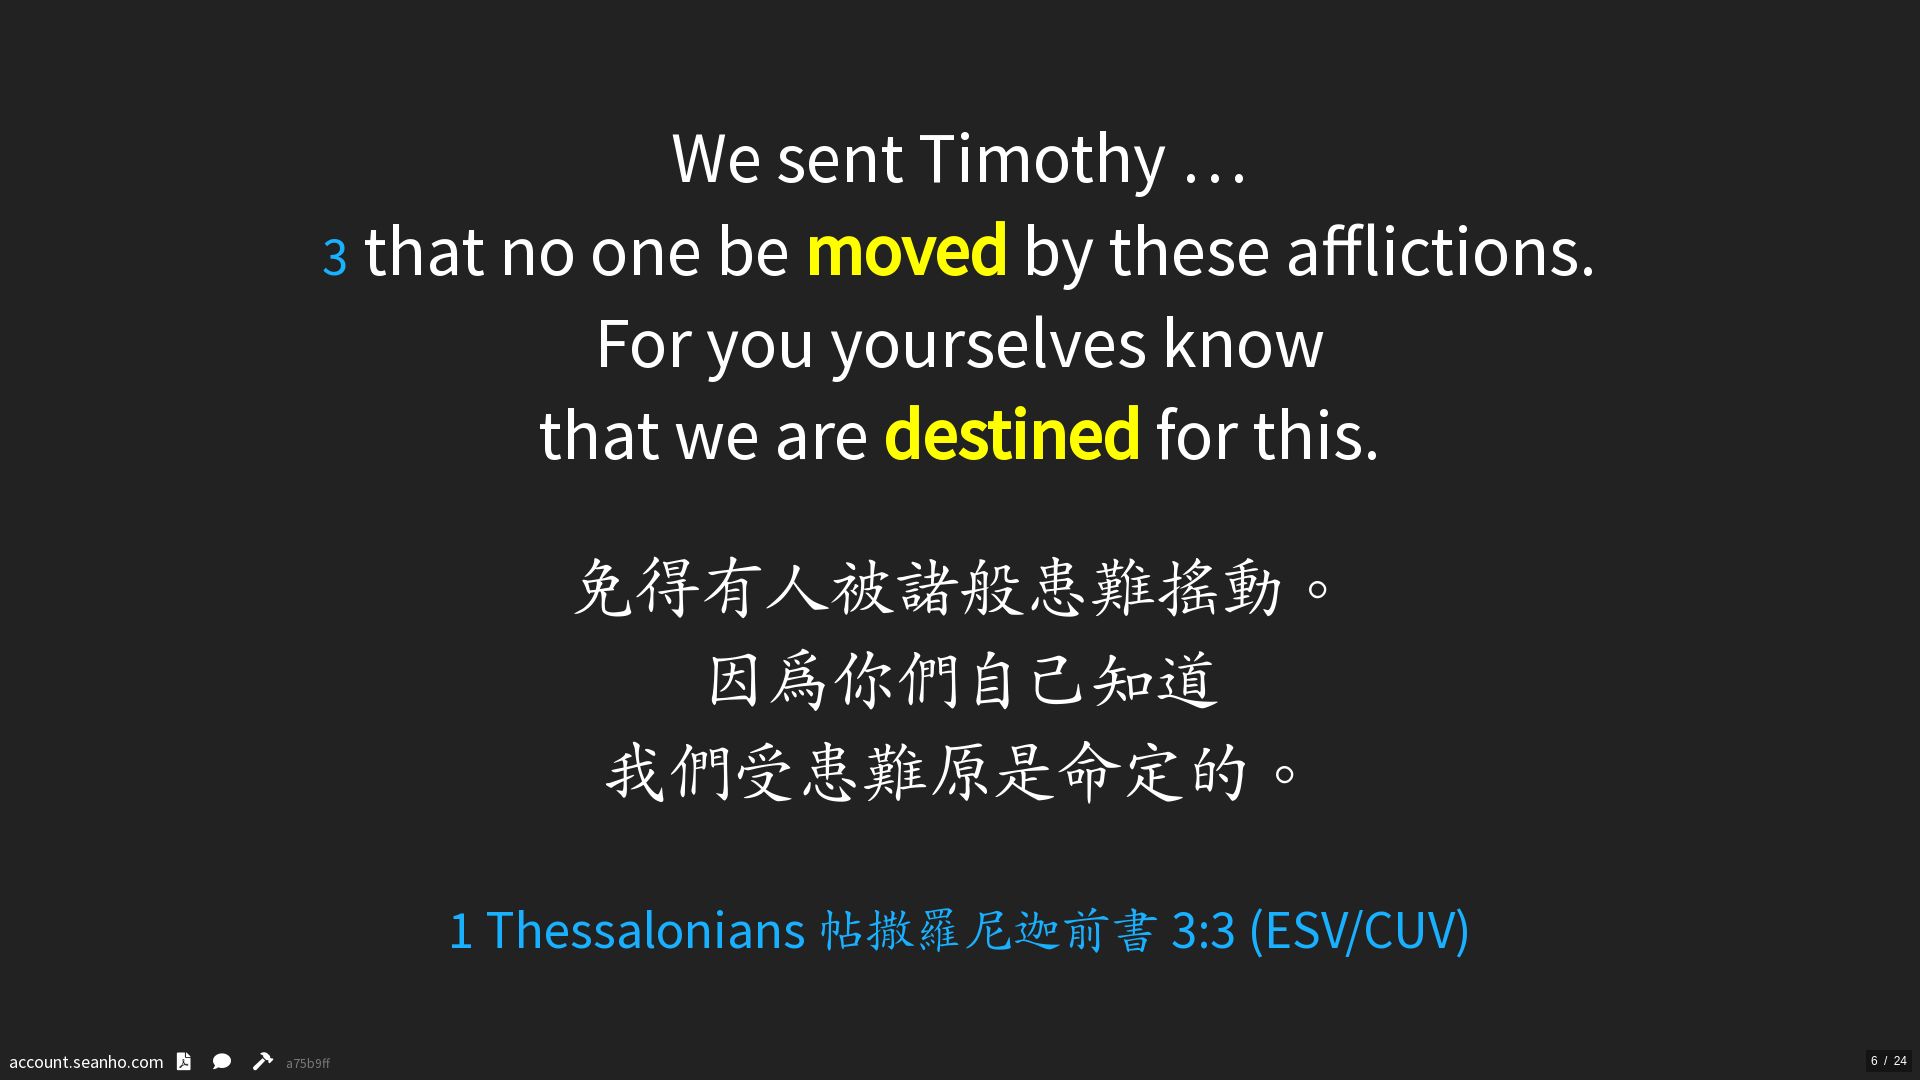 We sent Timothy …
3 that no one be moved by these afflictions.
For you yourselves know
that we are destined for this.
免得有人被諸般患難搖動。
因爲你們自己知道
我們受患難原是命定的。
1 Thessalonians 帖撒羅尼迦前書 3:3 (ESV/CUV)
account.seanho.com a75b9ff
6 / 24